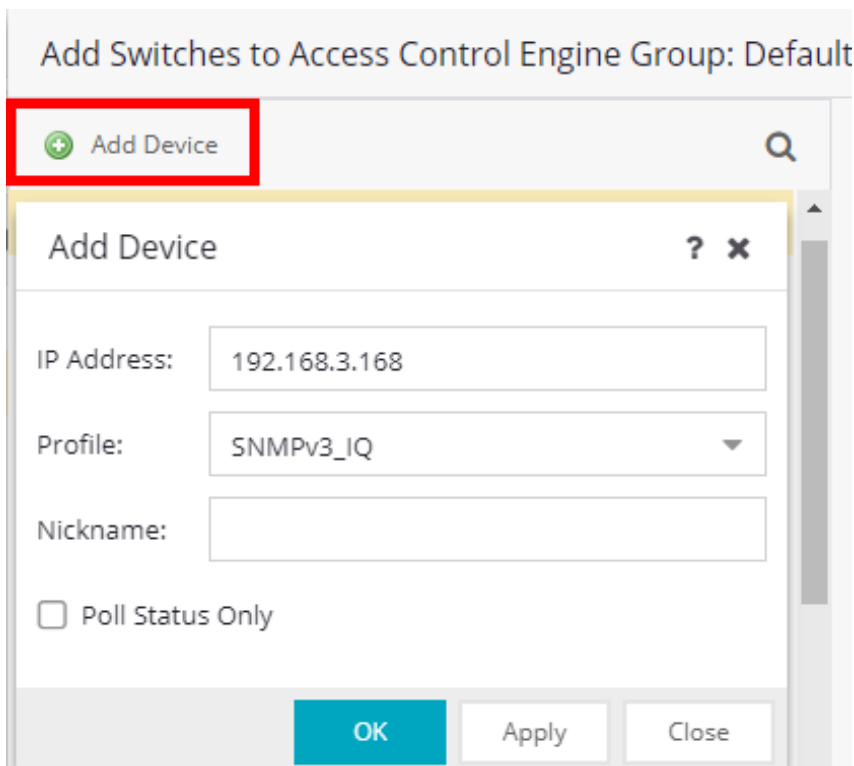 Add Switches to Access Control Engine Group: Default
Add Device
Add Device
? ×
IP Address: 192.168.3.168
Profile: SNMPv3_IQ
Nickname:
Poll Status Only
OK Apply Close